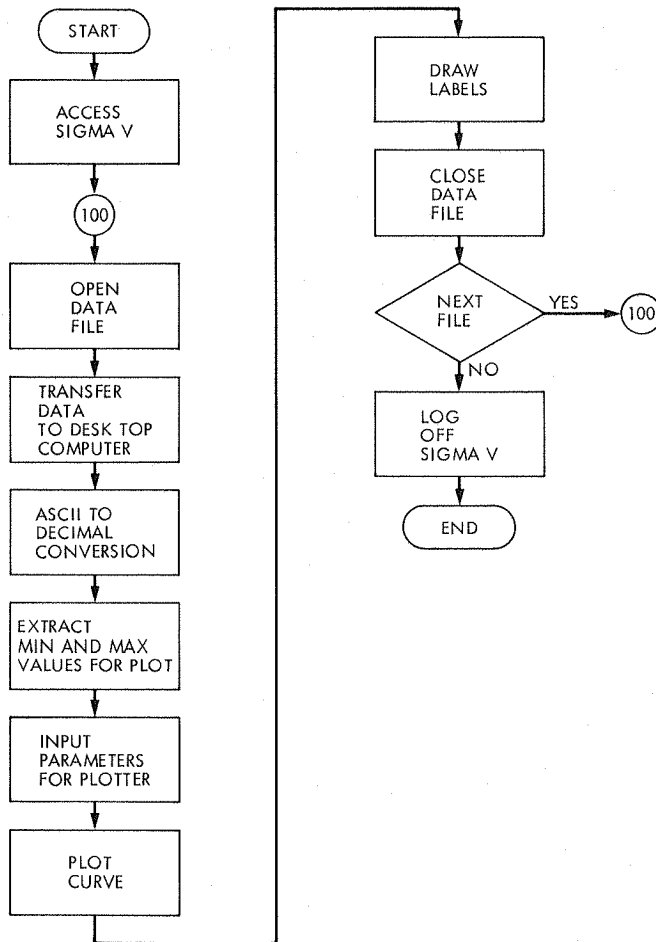 START
ACCESS
SIGMA V
100
OPEN
DATA
FILE
TRANSFER
DATA
TO DESK TOP
COMPUTER
ASCII TO
DECIMAL
CONVERSION
EXTRACT
MIN AND MAX
VALUES FOR PLOT
INPUT
PARAMETERS
FOR PLOTTER
PLOT
CURVE
DRAW
LABELS
CLOSE
DATA
FILE
NEXT
FILE
YES
100
NO
LOG
OFF
SIGMA V
END